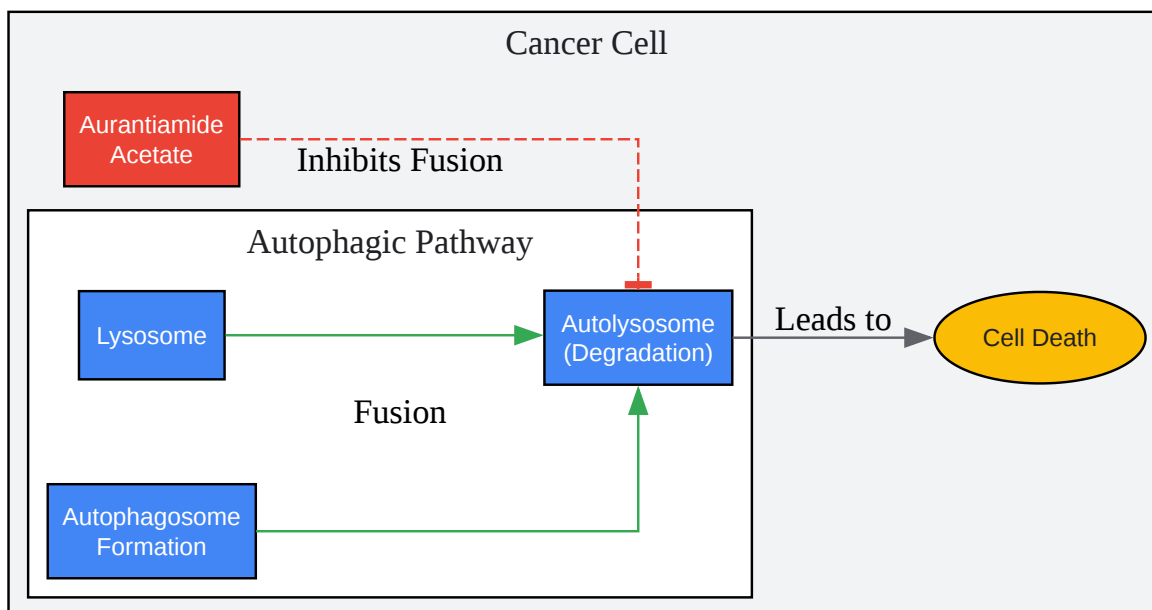 Cancer Cell
Aurantiamide
Acetate
Inhibits Fusion
Autophagic Pathway
Lysosome
Autolysosome
(Degradation)
Leads to
Cell Death
Fusion
Autophagosome
Formation